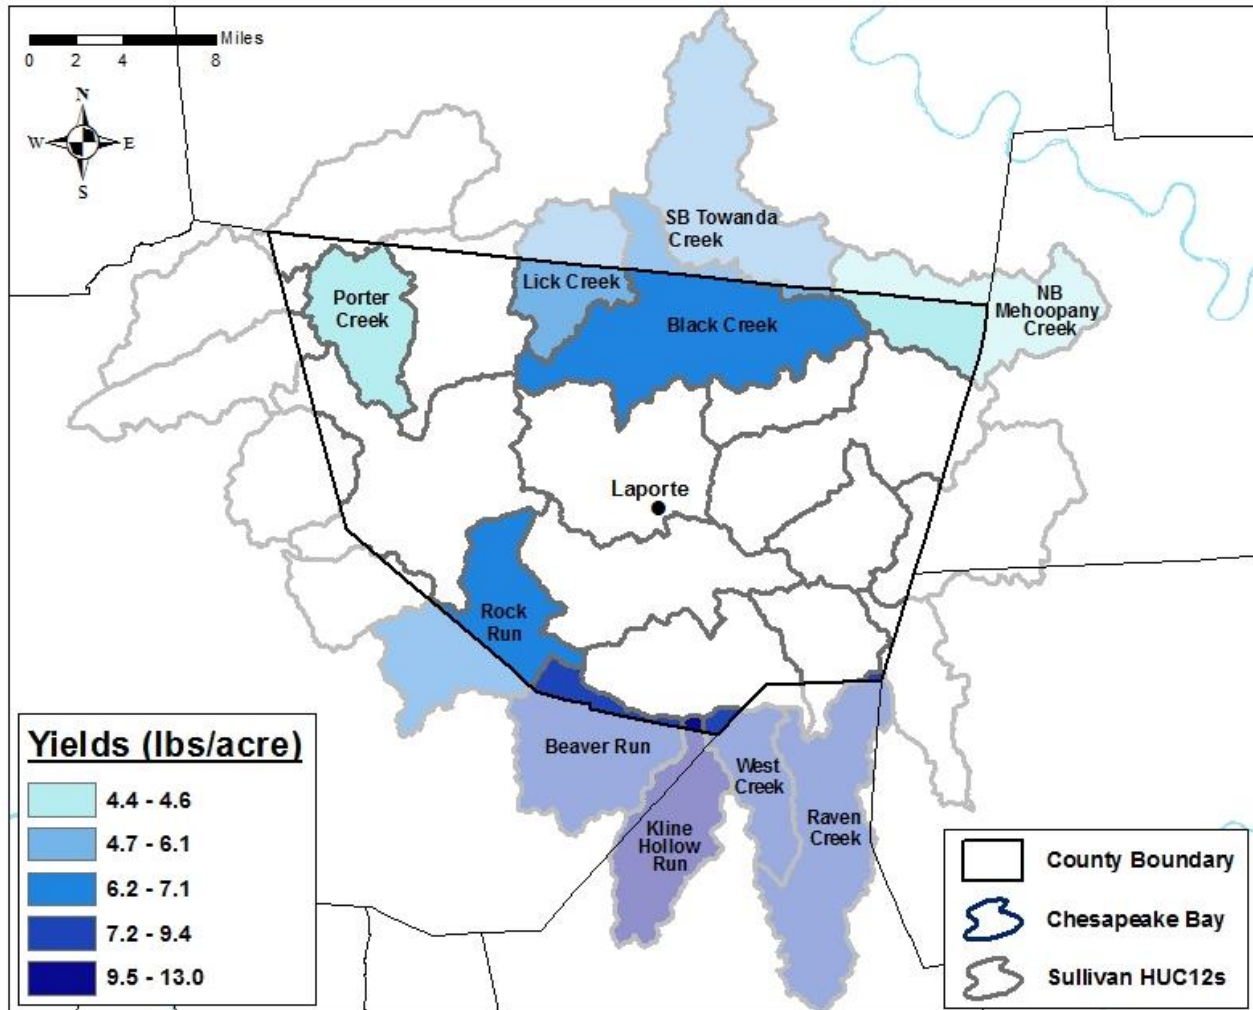 Miles
0 2 4 8
N
W E
S
SB Towanda
Creek
Lick Creek
Porter
Creek
NB
Mehoopany
Creek
Black Creek
Laporte
Rock
Run
Beaver Run
West
Creek
Raven
Creek
Kline
Hollow
Run
Yields (lbs/acre)
4.4 - 4.6
4.7 - 6.1
6.2 - 7.1
7.2 - 9.4
9.5 - 13.0
County Boundary
Chesapeake Bay
Sullivan HUC12s